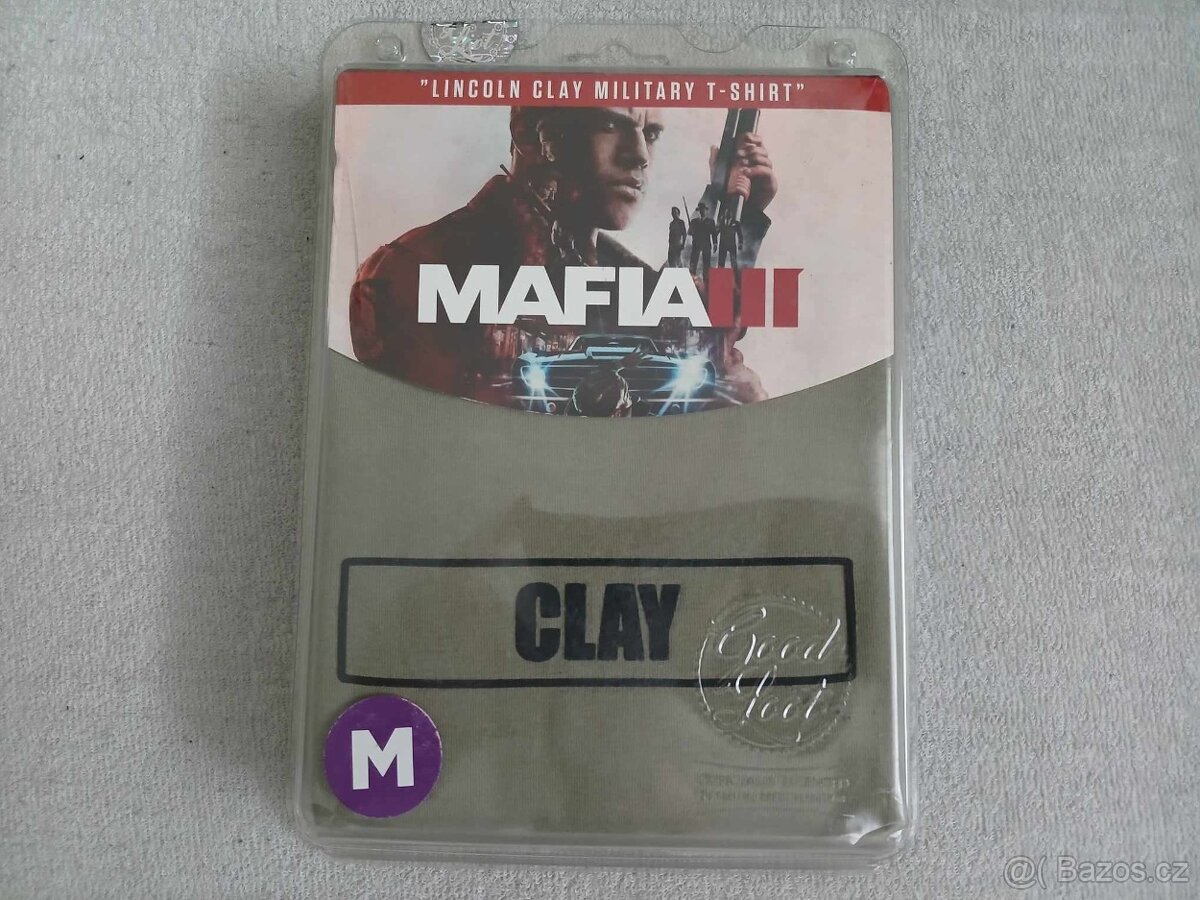 "LINCOLN CLAY MILITARY T-SHIRT"
MAFIA III
CLAY
Good
Loot
M
@( Bazos.cz